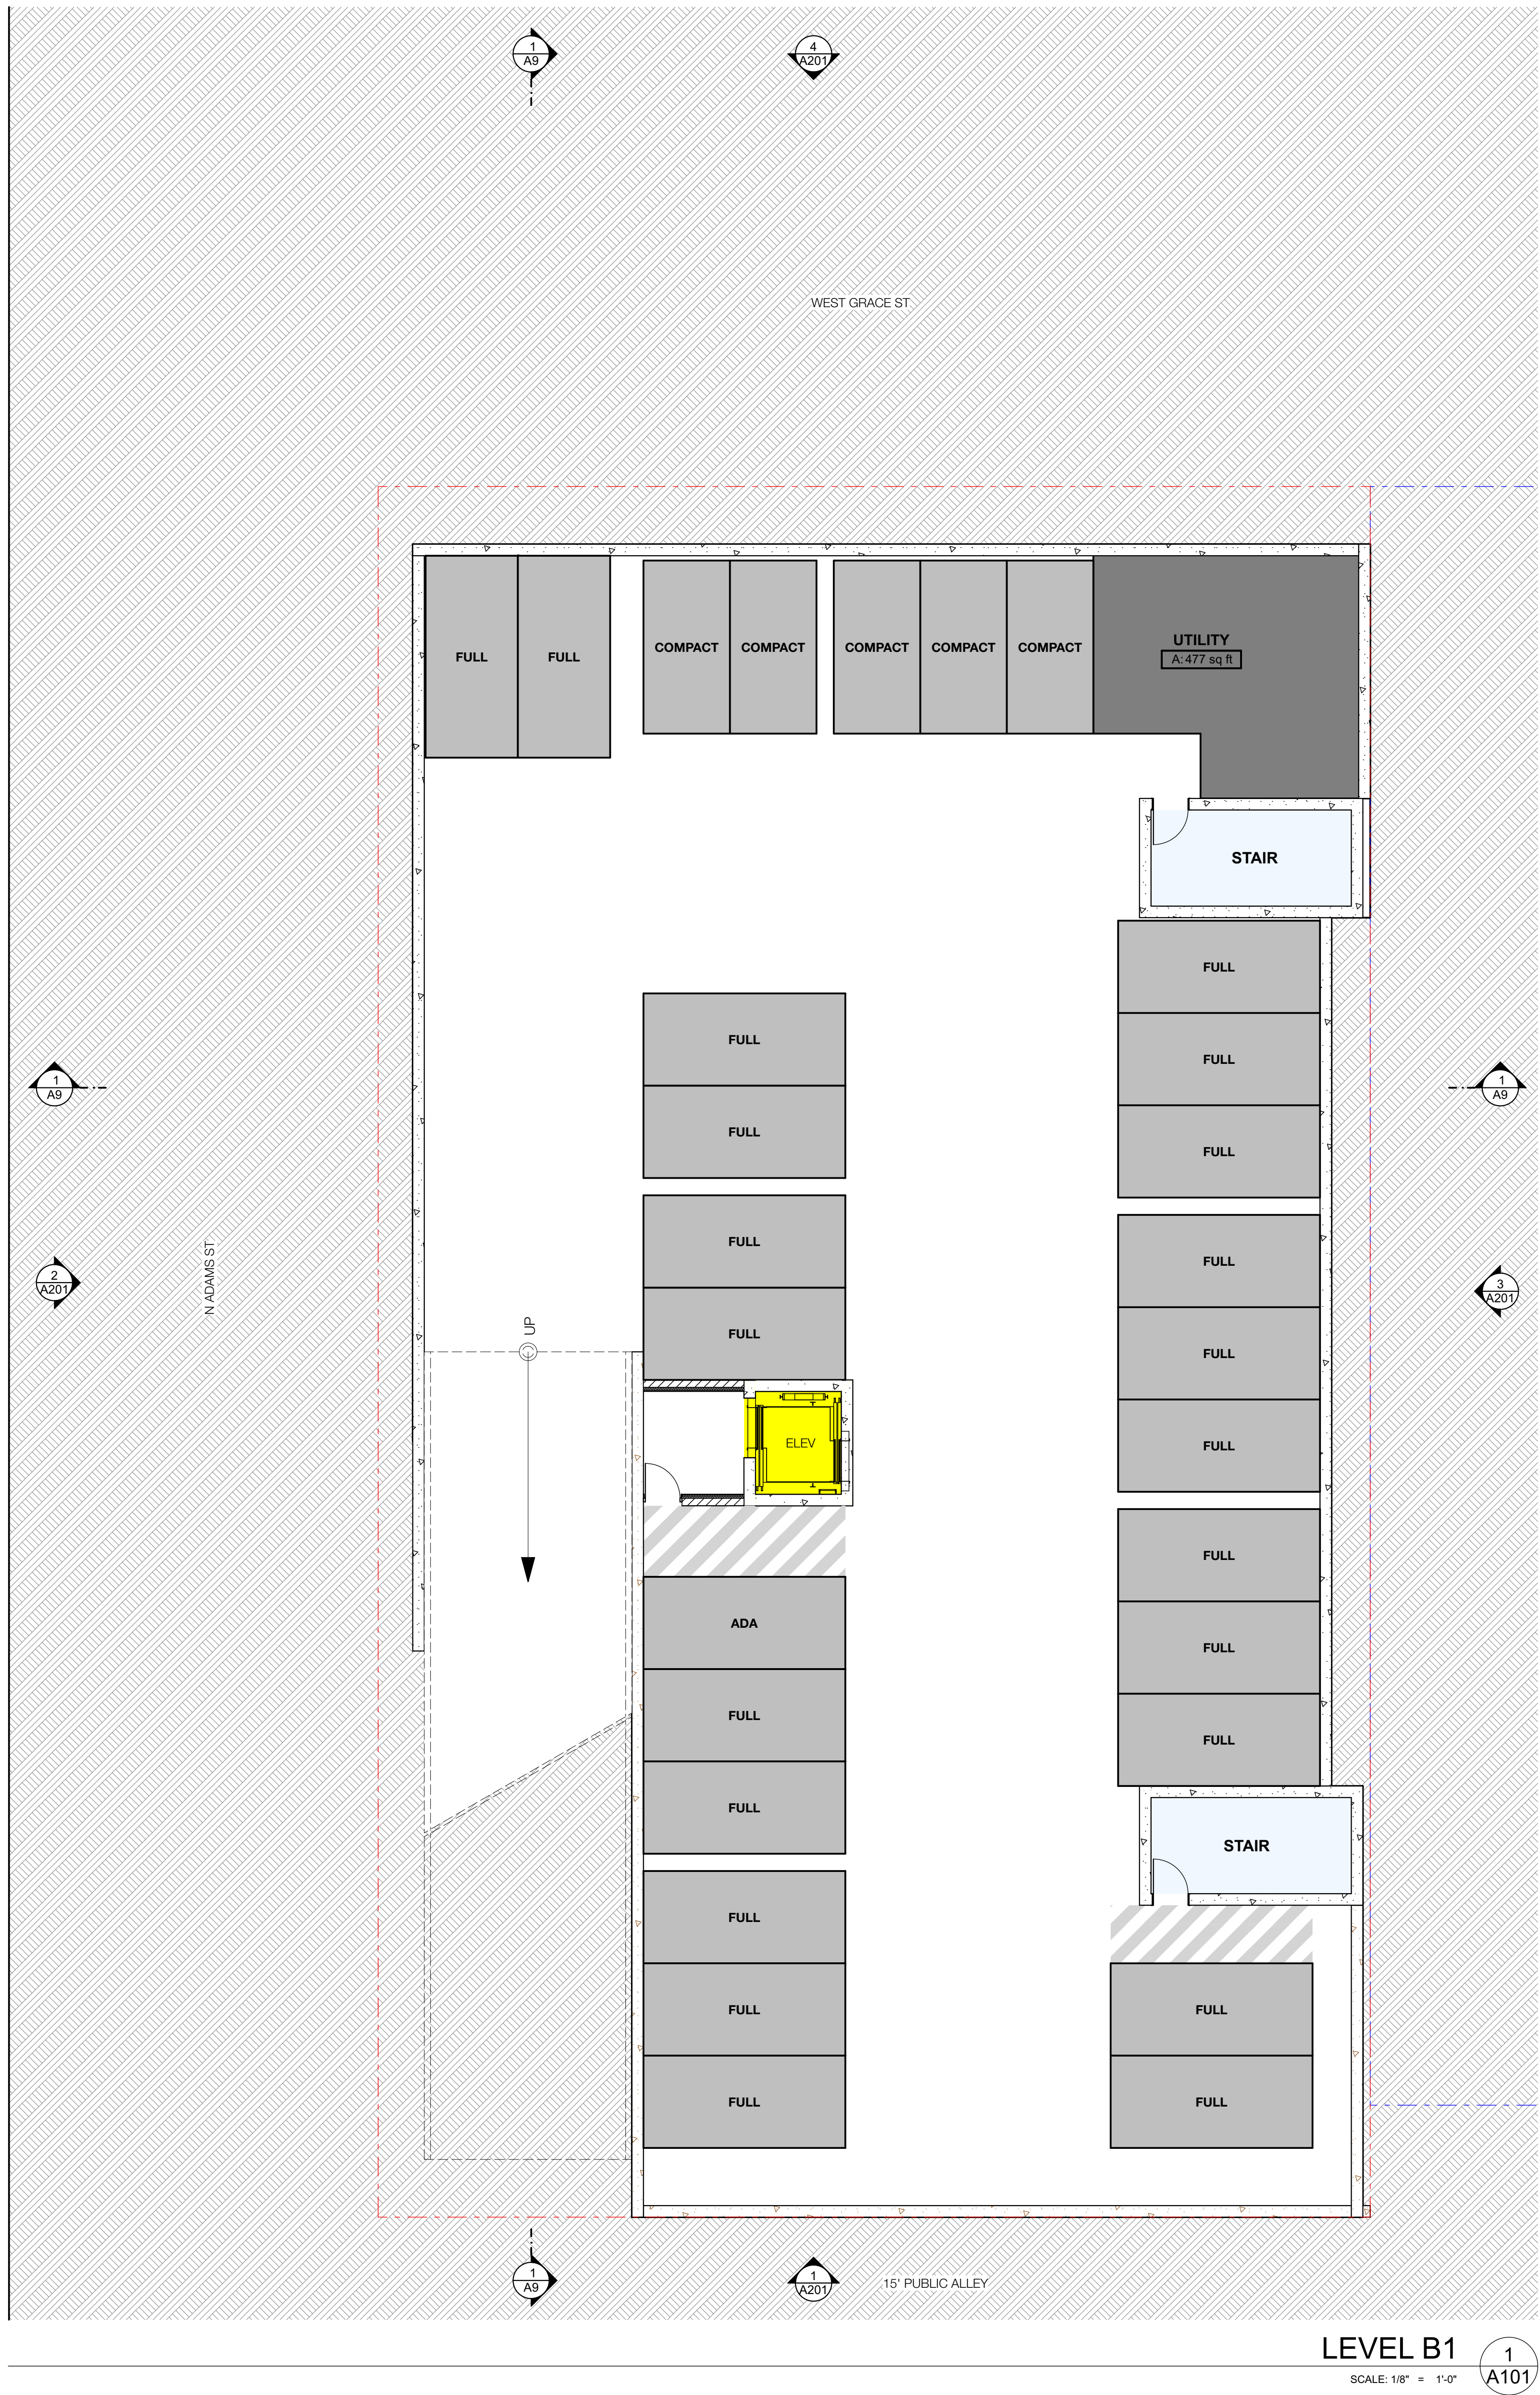 1
A9
4
A201
WEST GRACE ST
FULL
FULL
COMPACT
COMPACT
COMPACT
COMPACT
COMPACT
UTILITY
A: 477 sq ft
STAIR
FULL
FULL
FULL
FULL
FULL
1
A9
1
A9
FULL
FULL
FULL
FULL
FULL
2
A201
N ADAMS ST
3
A201
UP
ELEV
FULL
FULL
FULL
ADA
FULL
FULL
STAIR
FULL
FULL
FULL
FULL
FULL
1
A9
1
A201
15' PUBLIC ALLEY
LEVEL B1
SCALE: 1/8" = 1'-0"
1
A101